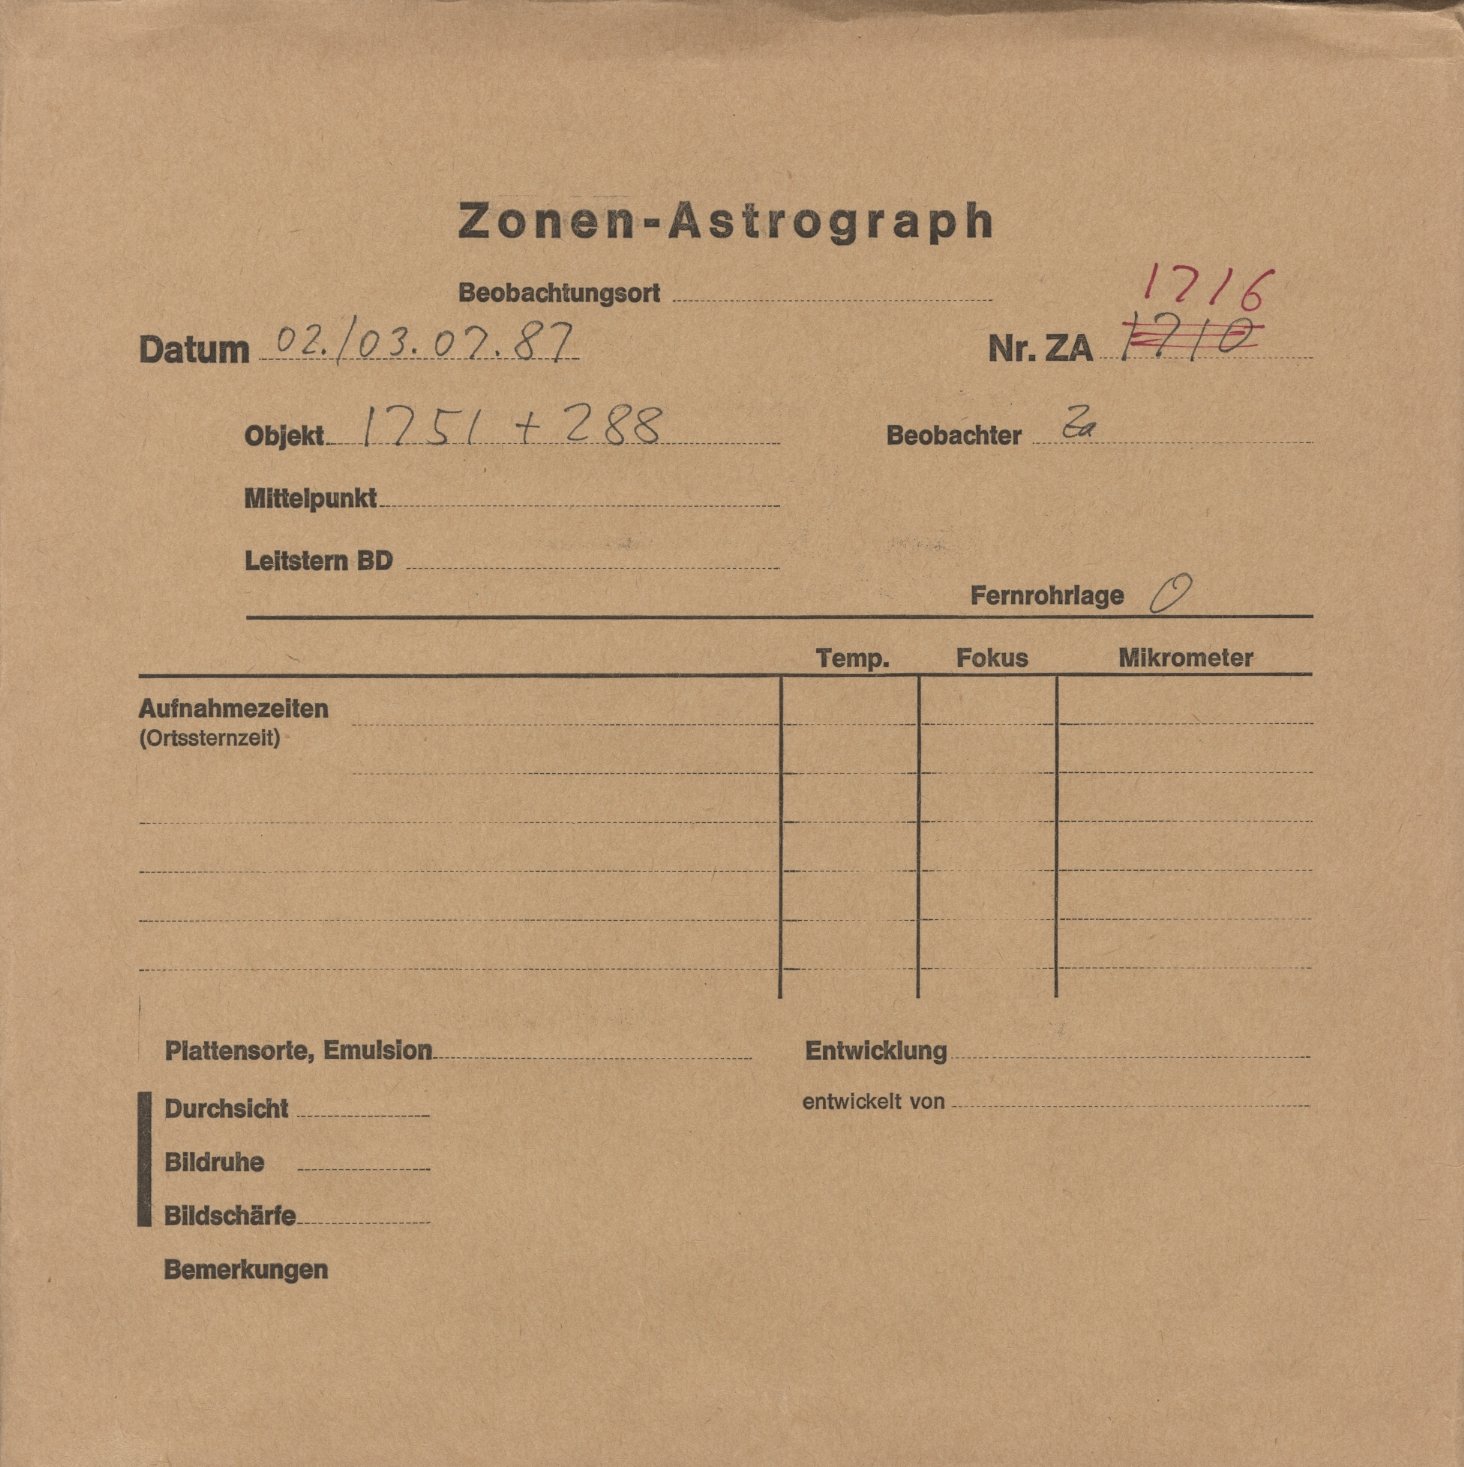 Zonen-Astrograph
Beobachtungsort
1716
Datum 02./03.07.87 Nr. ZA 1710
Objekt 1751 + 288 Beobachter Za
Mittelpunkt
Leitstern BD
Fernrohrlage O
Temp. Fokus Mikrometer
Aufnahmezeiten
(Ortssternzeit)
Plattensorte, Emulsion Entwicklung
Durchsicht entwickelt von
Bildruhe
Bildschärfe
Bemerkungen